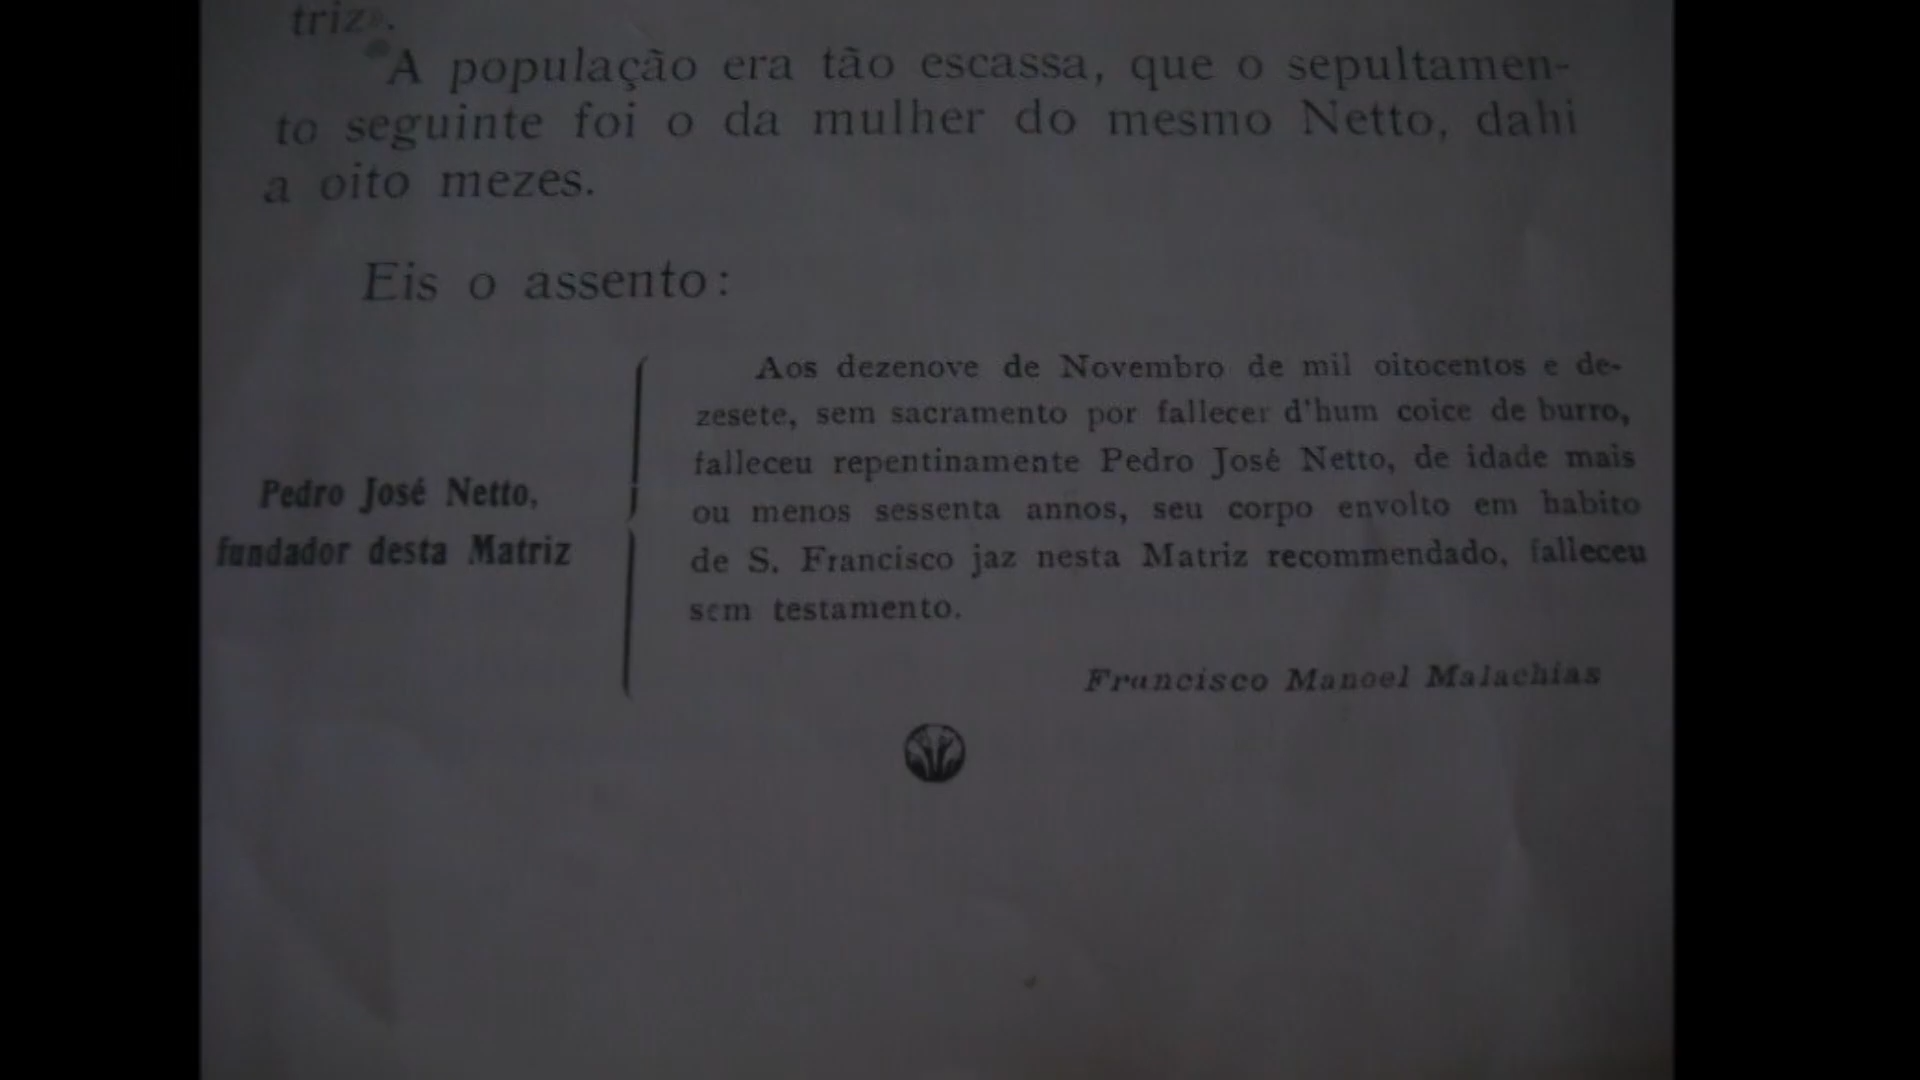 triz».
A população era tão escassa, que o sepultamen-
to seguinte foi o da mulher do mesmo Netto, dahi
a oito mezes.
Eis o assento:
Pedro José Netto,
fundador desta Matriz
Aos dezenove de Novembro de mil oitocentos e de-
zesete, sem sacramento por fallecer d'hum coice de burro,
falleceu repentinamente Pedro José Netto, de idade mais
ou menos sessenta annos, seu corpo envolto em habito
de S. Francisco jaz nesta Matriz recommendado, falleceu
sem testamento.
Francisco Manoel Malachias